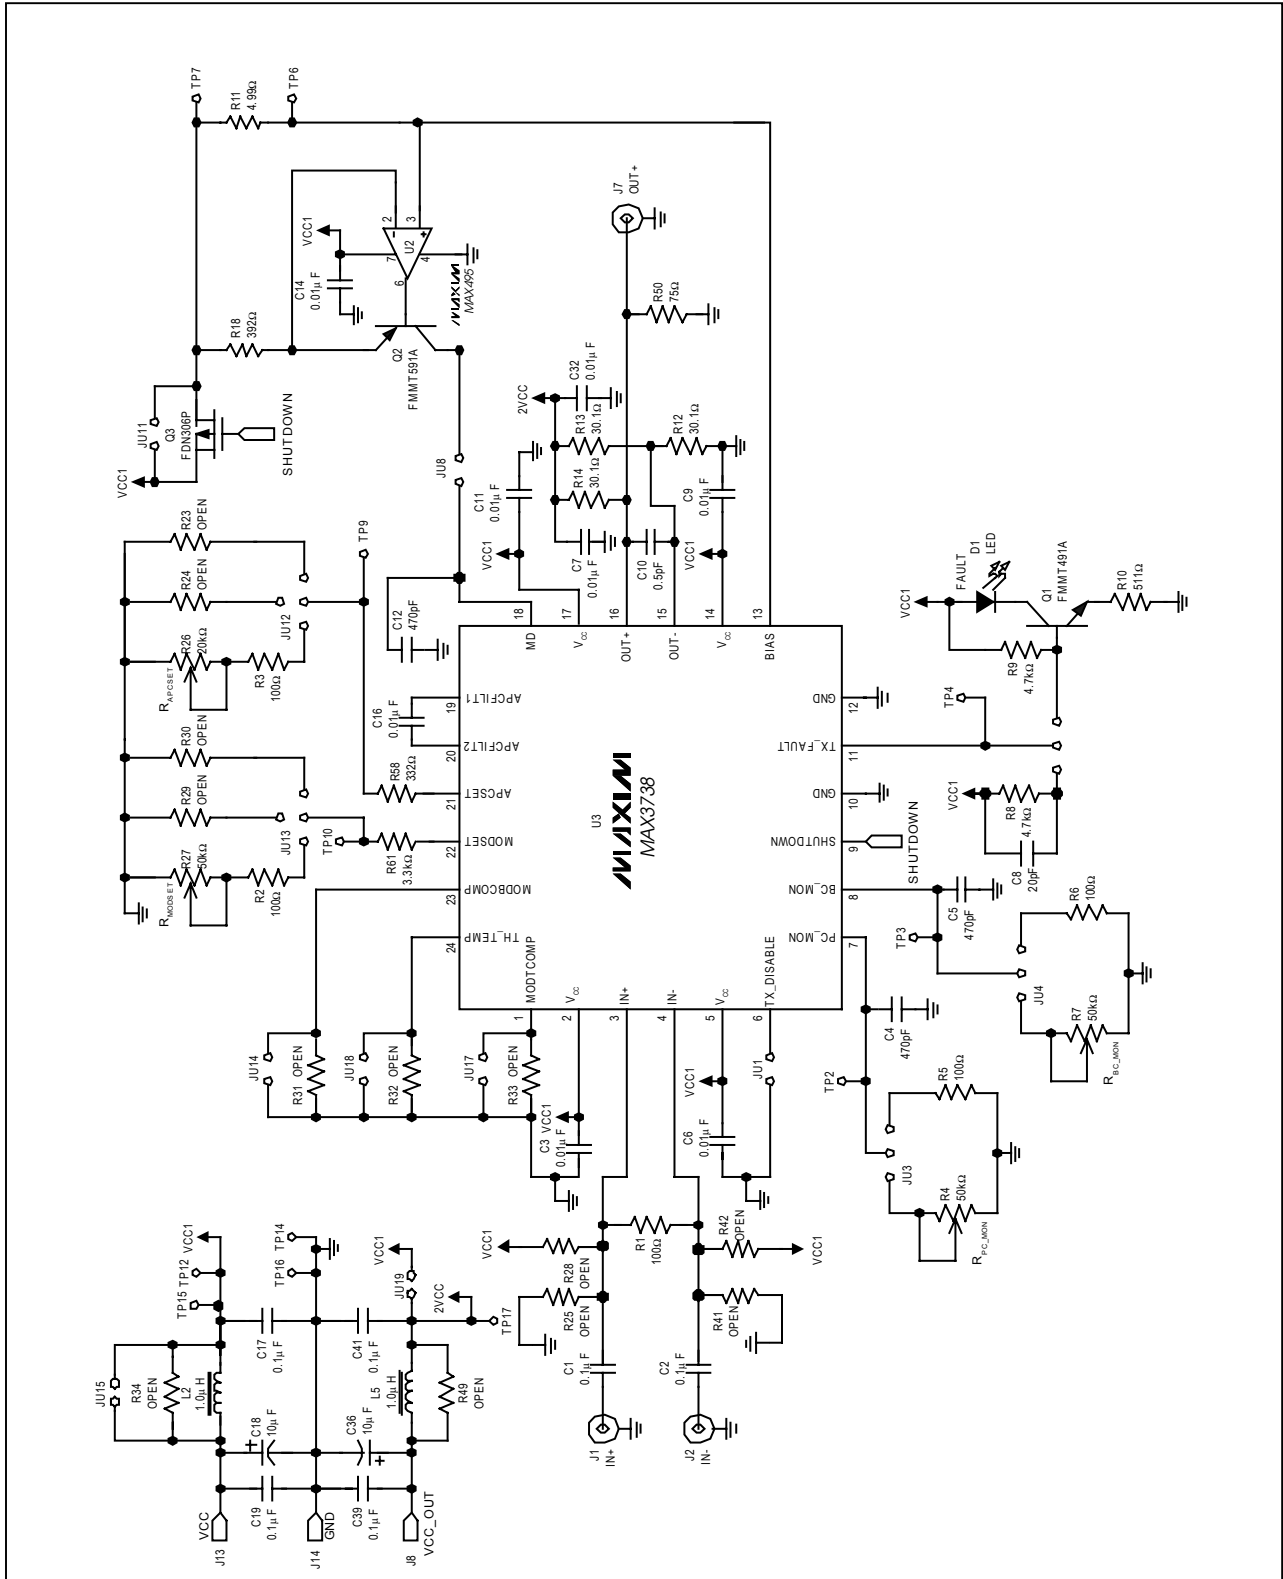 TP7
R11
4.99Ω
TP6
VCC1
C14
0.01µF
2
3
7
U2
4
6
MAXIM
MAX495
R18
392Ω
Q2
FMMT591A
J7
OUT+
R50
75Ω
JU11
Q3
FDN306P
VCC1
SHUTDOWN
JU8
2VCC
C32
0.01µF
R13
30.1Ω
R12
30.1Ω
R14
30.1Ω
C11
0.01µF
C9
0.01µF
VCC1
C7
0.01µF
C10
0.5pF
VCC1
R23
OPEN
R24
OPEN
R26
20kΩ
RAPCSET
R3
100Ω
JU12
TP9
R30
OPEN
R29
OPEN
R27
50kΩ
RMODSET
R2
100Ω
JU13
TP10
C12
470pF
C16
0.01µF
R58
332Ω
R61
3.3kΩ
18
MD
17
VCC
16
OUT+
15
OUT-
14
VCC
13
BIAS
19
APCFILT1
20
APCFILT2
21
APCSET
22
MODSET
23
MODBCOMP
24
TH_TEMP
U3
MAXIM
MAX3738
GND
12
TX_FAULT
11
GND
10
SHUTDOWN
9
BC_MON
8
PC_MON
7
MODTCOMP
1
VCC
2
IN+
3
IN-
4
VCC
5
TX_DISABLE
6
VCC1
FAULT
D1
LED
Q1
FMMT491A
R10
511Ω
R9
4.7kΩ
TP4
VCC1
R8
4.7kΩ
C8
20pF
SHUTDOWN
C5
470pF
TP3
R6
100Ω
JU4
R7
50kΩ
RBC_MON
C4
470pF
TP2
R5
100Ω
JU3
R4
50kΩ
RPC_MON
JU14
R31 OPEN
JU18
R32 OPEN
JU17
R33 OPEN
VCC1
C3
0.01µF
VCC1
C6
0.01µF
JU1
VCC1
R28
OPEN
R25
OPEN
R1
100Ω
R42
OPEN
VCC1
R41
OPEN
C1
0.1µF
C2
0.1µF
J1
IN+
J2
IN-
VCC1
TP12
TP15
TP14
TP16
VCC1
JU19
2VCC
TP17
C17
0.1µF
C41
0.1µF
JU15
R34
OPEN
L2
1.0µH
L5
1.0µH
R49
OPEN
C18
10µF
C36
10µF
C19
0.1µF
C39
0.1µF
VCC
J13
GND
J14
VCC_OUT
J8